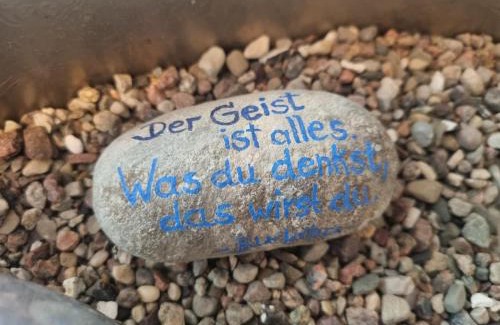 Der Geist
ist alles.
Was du denkst,
das wirst du.